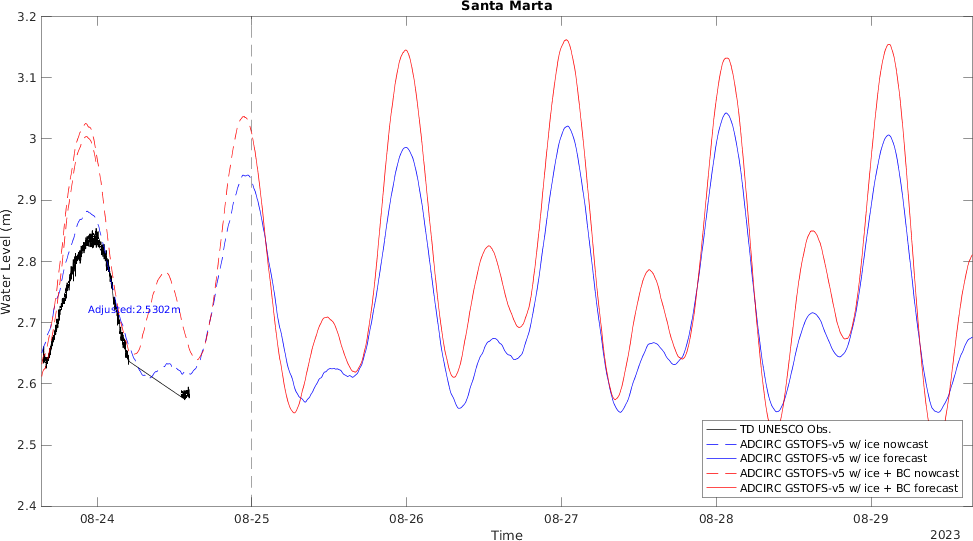 Santa Marta
Water Level (m)
3.2
3.1
3
2.9
2.8
2.7
2.6
2.5
2.4
Adjusted:2.5302m
TD UNESCO Obs.
ADCIRC GSTOFS-v5 w/ ice nowcast
ADCIRC GSTOFS-v5 w/ ice forecast
ADCIRC GSTOFS-v5 w/ ice + BC nowcast
ADCIRC GSTOFS-v5 w/ ice + BC forecast
08-24 08-25 08-26 08-27 08-28 08-29
Time
2023